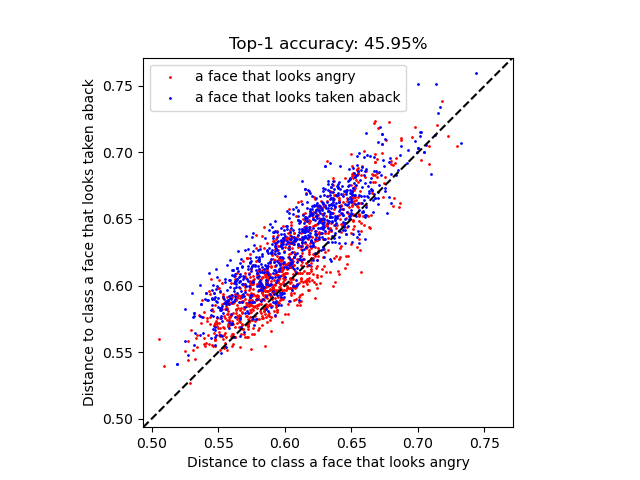 Top-1 accuracy: 45.95%
a face that looks angry
a face that looks taken aback
Distance to class a face that looks taken aback
0.75
0.70
0.65
0.60
0.55
0.50
0.50 0.55 0.60 0.65 0.70 0.75
Distance to class a face that looks angry